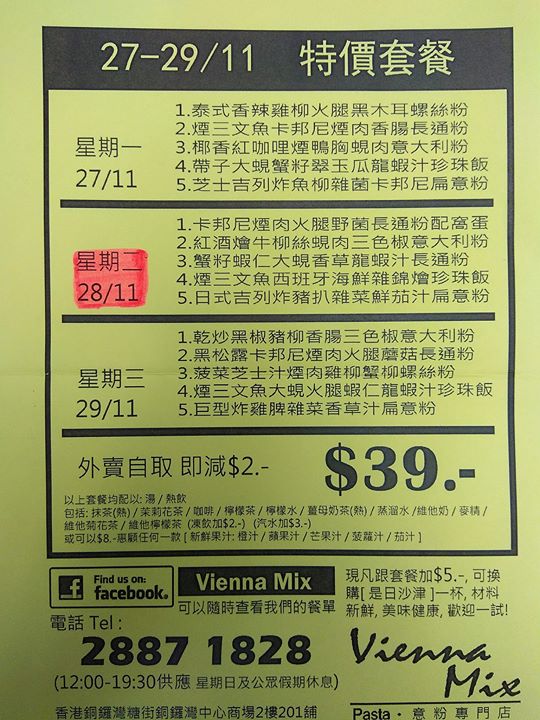 27-29/11 特價套餐
星期一
27/11
1.泰式香辣雞柳火腿黑木耳螺絲粉
2.煙三文魚卡邦尼煙肉香腸長通粉
3.椰香紅咖哩煙鴨胸蜆肉意大利粉
4.帶子大蜆蟹籽翠玉瓜龍蝦汁珍珠飯
5.芝士吉列炸魚柳雜菌卡邦尼扁意粉
星期二
28/11
1.卡邦尼煙肉火腿野菌長通粉配窩蛋
2.紅酒燴牛柳絲蜆肉三色椒意大利粉
3.蟹籽蝦仁大蜆香草龍蝦汁長通粉
4.煙三文魚西班牙海鮮雜錦燴珍珠飯
5.日式吉列炸豬扒雜菜鮮茄汁扁意粉
星期三
29/11
1.乾炒黑椒豬柳香腸三色椒意大利粉
2.黑松露卡邦尼煙肉火腿蘑菇長通粉
3.菠菜芝士汁煙肉雞柳蟹柳螺絲粉
4.煙三文魚大蜆火腿蝦仁龍蝦汁珍珠飯
5.巨型炸雞脾雜菜香草汁扁意粉
外賣自取 即減$2.-
$39.-
以上套餐均配以: 湯 / 熱飲
包括: 抹茶(熱) / 茉莉花茶 / 咖啡 / 檸檬茶 / 檸檬水 / 薑母奶茶(熱) / 蒸溜水 /維他奶 / 麥精 /
維他菊花茶 / 維他檸檬茶 (凍飲加$2.-) (汽水加$3.-)
或可以$8.-惠顧任何一款 [ 新鮮果汁: 橙汁 / 蘋果汁 / 芒果汁 / 菠蘿汁 / 茄汁 ]
f Find us on: facebook®
Vienna Mix
可以隨時查看我們的餐單
現凡跟套餐加$5.-, 可換
購[ 是日沙津 ]一杯, 材料
新鮮, 美味健康, 歡迎一試!
電話 Tel :
2887 1828
(12:00-19:30供應 星期日及公眾假期休息)
香港銅鑼灣糖街銅鑼灣中心商場2樓201舖
Vienna
Mix
Pasta‧意粉專門店